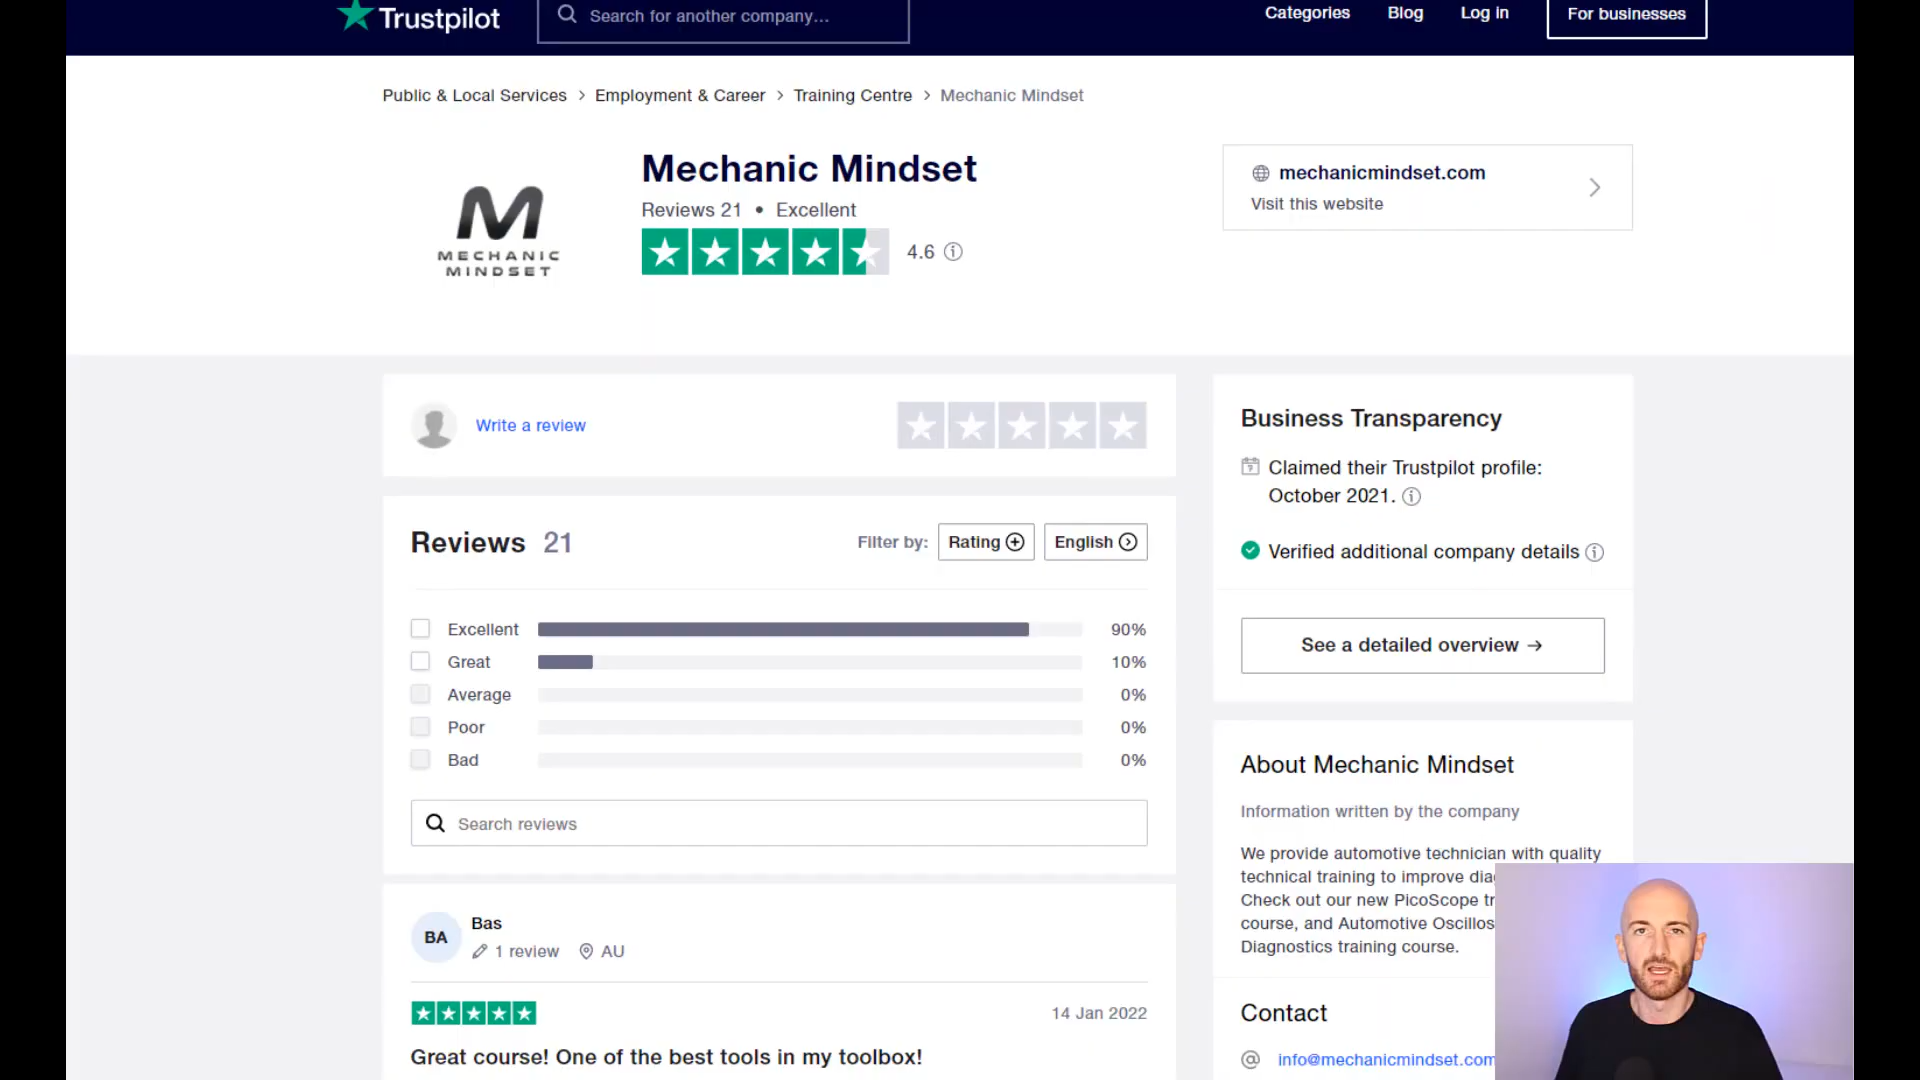 Trustpilot
Search for another company...
Categories
Blog
Log in
For businesses
Public & Local Services > Employment & Career > Training Centre > Mechanic Mindset
M
MECHANIC
MINDSET
Mechanic Mindset
Reviews 21 • Excellent
4.6
mechanicmindset.com
Visit this website
Write a review
Reviews 21
Filter by:
Rating
English
Excellent 90%
Great 10%
Average 0%
Poor 0%
Bad 0%
Search reviews
BA
Bas
1 review
AU
14 Jan 2022
Great course! One of the best tools in my toolbox!
Business Transparency
Claimed their Trustpilot profile:
October 2021.
Verified additional company details
See a detailed overview →
About Mechanic Mindset
Information written by the company
We provide automotive technician with quality
technical training to improve
Check out our new PicoScope
course, and Automotive
Diagnostics training course.
Contact
info@mechanicmindset.com